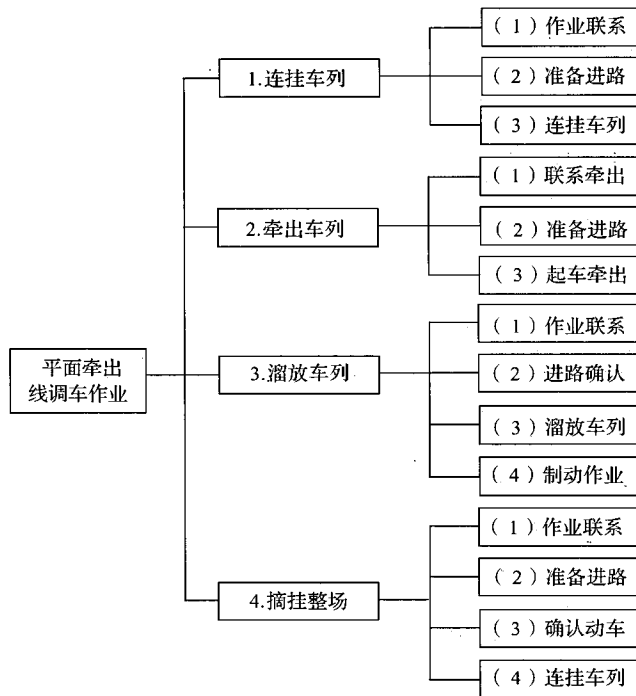 平面牵出
线调车作业
1.连挂车列
（1）作业联系
（2）准备进路
（3）连挂车列
2.牵出车列
（1）联系牵出
（2）准备进路
（3）起车牵出
3.溜放车列
（1）作业联系
（2）进路确认
（3）溜放车列
（4）制动作业
4.摘挂整场
（1）作业联系
（2）准备进路
（3）确认动车
（4）连挂车列